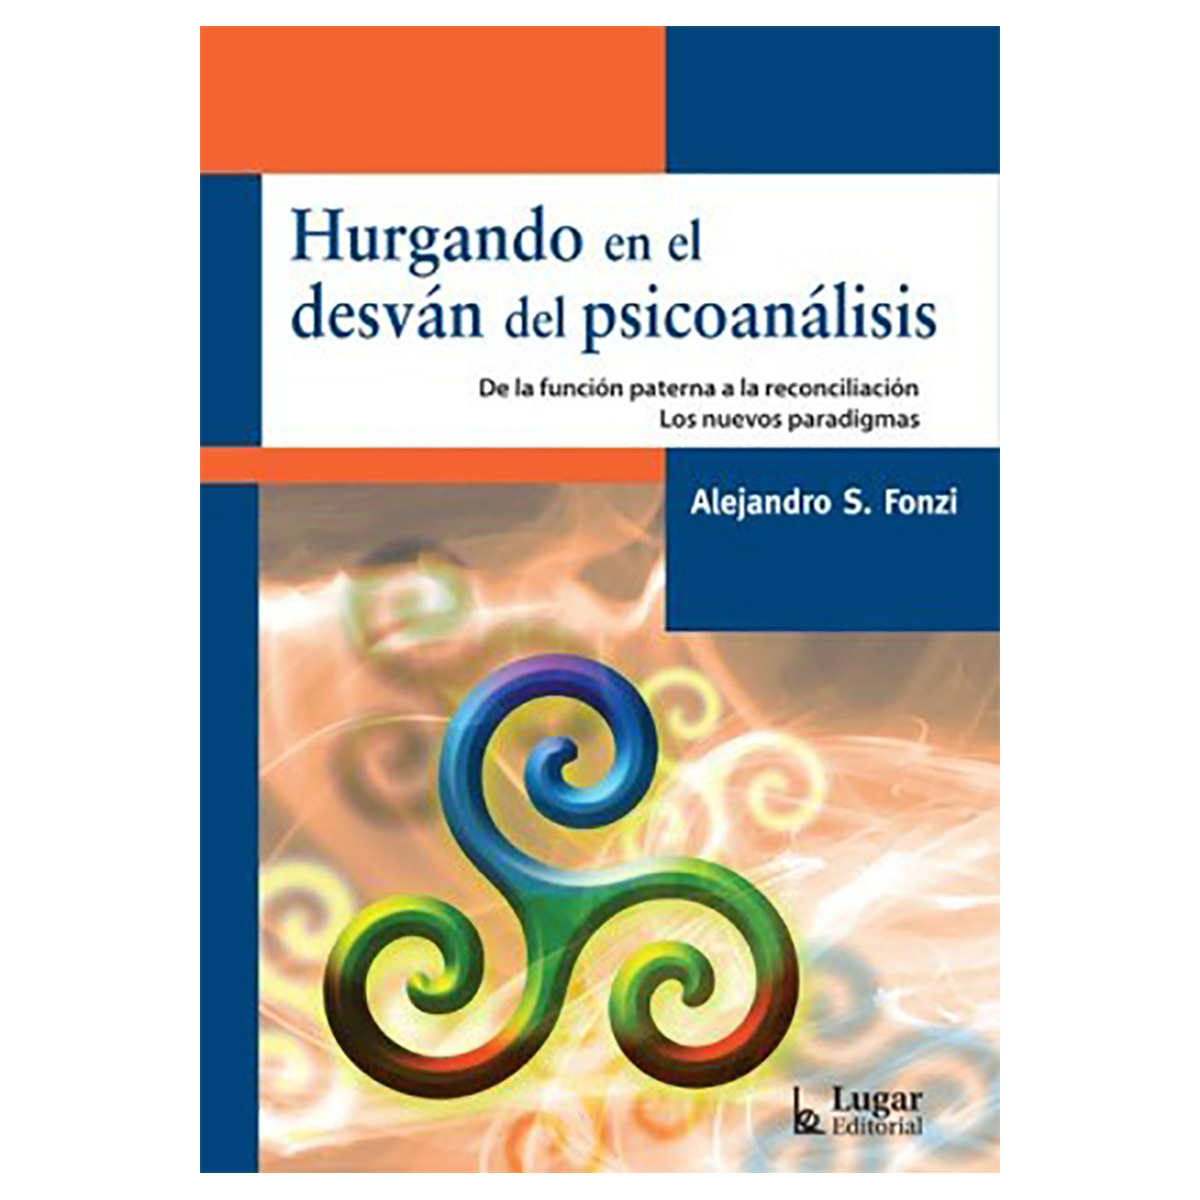 Hurgando en el
desván del psicoanálisis
De la función paterna a la reconciliación
Los nuevos paradigmas
Alejandro S. Fonzi
Lugar
Editorial